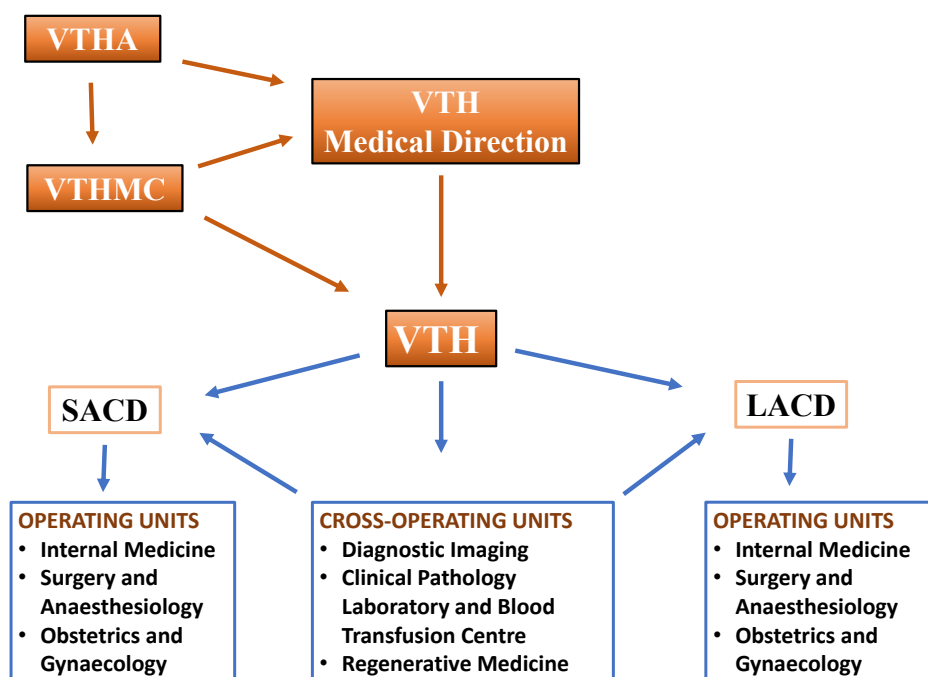 VTHA
VTH
Medical Direction
VTHMC
VTH
SACD
LACD
OPERATING UNITS
• Internal Medicine
• Surgery and
Anaesthesiology
• Obstetrics and
Gynaecology
CROSS-OPERATING UNITS
• Diagnostic Imaging
• Clinical Pathology
Laboratory and Blood
Transfusion Centre
• Regenerative Medicine
OPERATING UNITS
• Internal Medicine
• Surgery and
Anaesthesiology
• Obstetrics and
Gynaecology